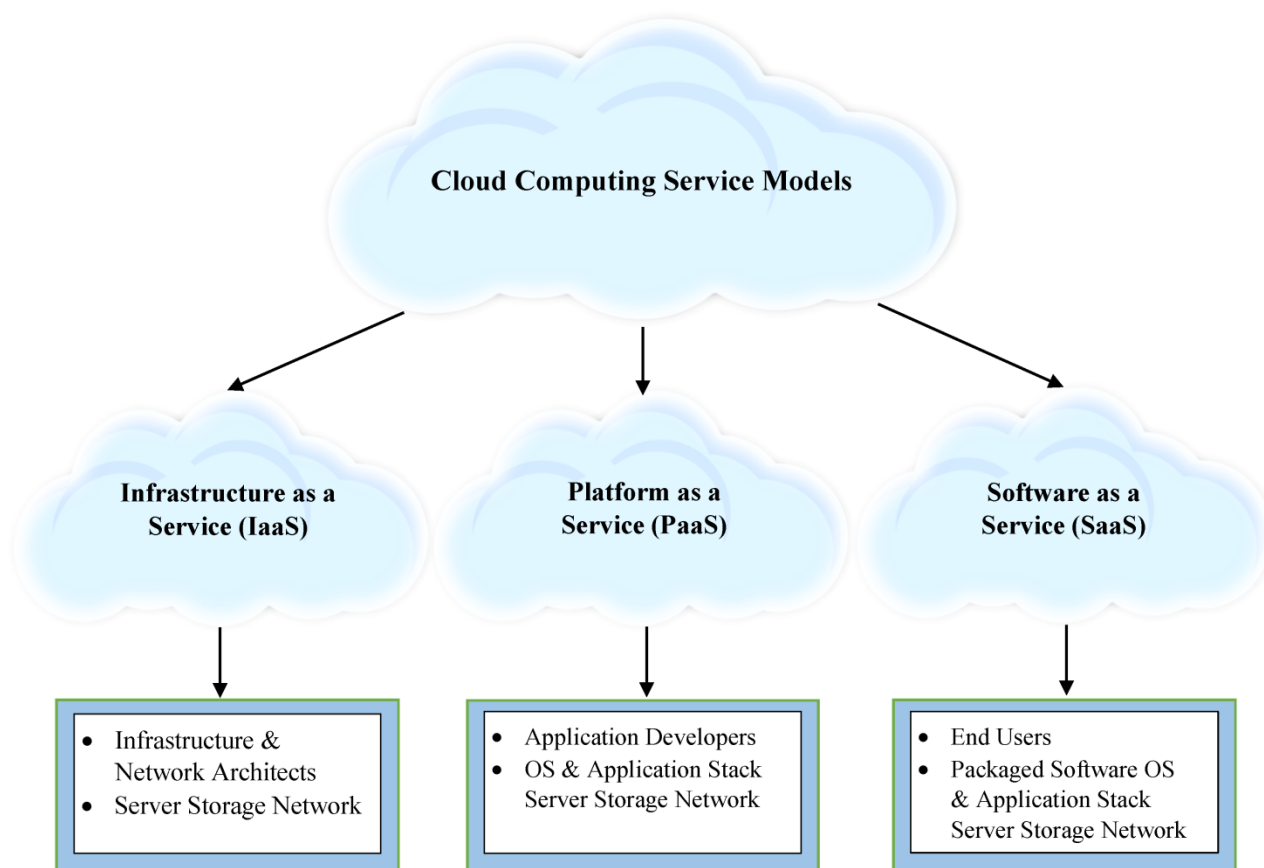 Cloud Computing Service Models
Infrastructure as a
Service (IaaS)
Platform as a
Service (PaaS)
Software as a
Service (SaaS)
• Infrastructure &
Network Architects
• Server Storage Network
• Application Developers
• OS & Application Stack
Server Storage Network
• End Users
• Packaged Software OS
& Application Stack
Server Storage Network